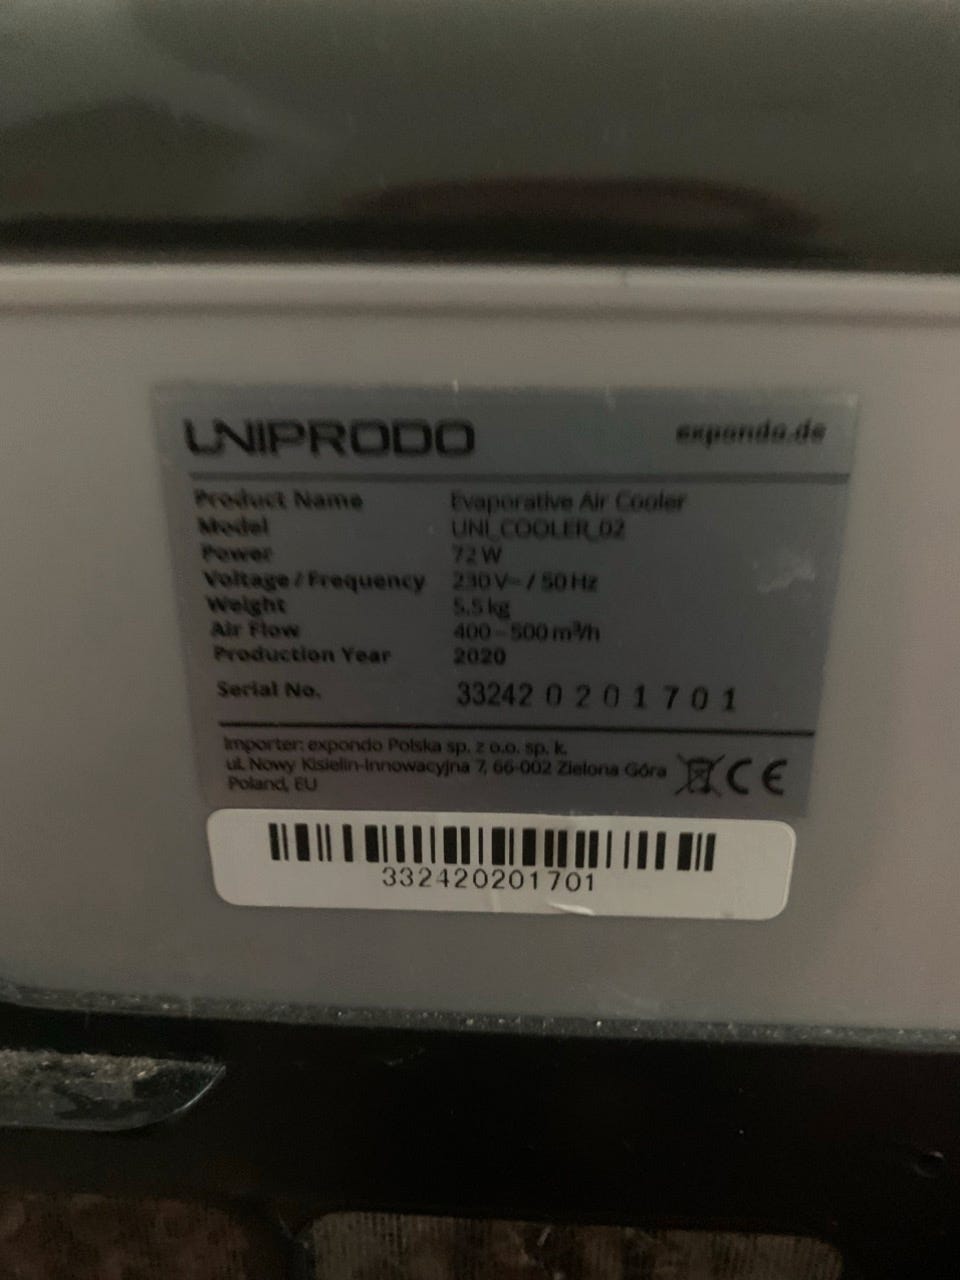 UNIPRODO expondo.de
Product Name Evaporative Air Cooler
Model UNI_COOLER_02
Power 72 W
Voltage / Frequency 230 V~ / 50 Hz
Weight 5.5 kg
Air Flow 400 - 500 m³/h
Production Year 2020
Serial No. 33242 0 2 0 1 7 0 1
Importer: expondo Polska sp. z o.o. sp. k.
ul. Nowy Kisielin-Innowacyjna 7, 66-002 Zielona Góra
Poland, EU
CE
332420201701